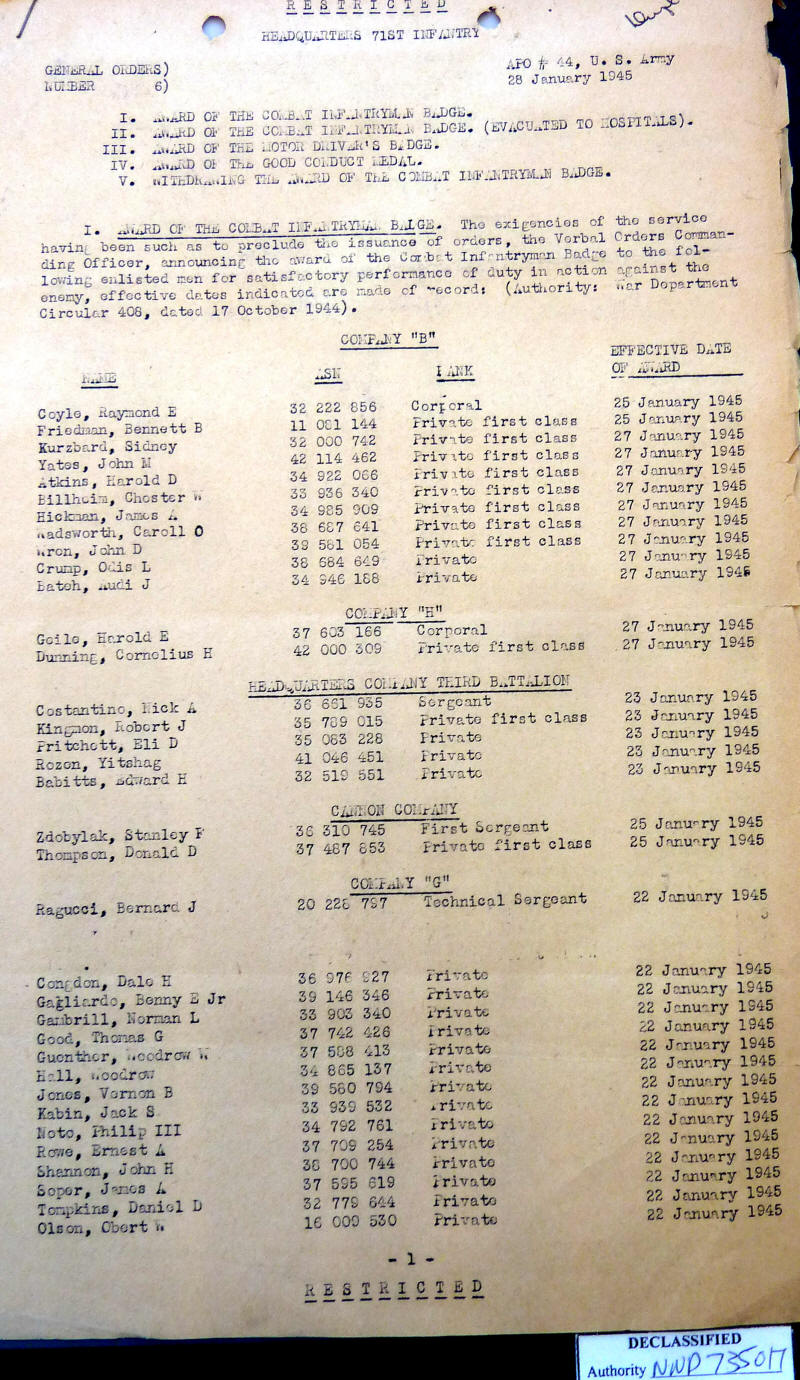 R E S T R I C T E D
HEADQUARTERS 71ST INFANTRY
GENERAL ORDERS)
NUMBER 6)
APO # 44, U. S. Army
28 January 1945
I. AWARD OF THE COMBAT INFANTRYMAN BADGE.
II. AWARD OF THE COMBAT INFANTRYMAN BADGE. (EVACUATED TO HOSPITALS).
III. AWARD OF THE MOTOR DRIVER'S BADGE.
IV. AWARD OF THE GOOD CONDUCT MEDAL.
V. WITHDRAWING THE AWARD OF THE COMBAT INFANTRYMAN BADGE.
I. AWARD OF THE COMBAT INFANTRYMAN BADGE. The exigencies of the service
having been such as to preclude the issuance of orders, the Verbal Orders Comman-
ding Officer, announcing the award of the Combat Infantryman Badge to the fol-
lowing enlisted men for satisfactory performance of duty in action against the
enemy, effective dates indicated are made of record: (Authority: War Department
Circular 408, dated 17 October 1944).
COMPANY "B"
NAME ASN RANK EFFECTIVE DATE
OF AWARD
Coyle, Raymond E 32 222 856 Corporal 25 January 1945
Friedman, Bennett B 11 081 144 Private first class 25 January 1945
Kurzbard, Sidney 32 000 742 Private first class 27 January 1945
Yates, John M 42 114 462 Private first class 27 January 1945
Atkins, Harold D 34 922 066 Private first class 27 January 1945
Billheim, Chester W 33 936 340 Private first class 27 January 1945
Hickman, James A 34 985 909 Private first class 27 January 1945
Wadsworth, Caroll O 38 687 641 Private first class 27 January 1945
Wren, John D 39 581 054 Private first class 27 January 1945
Crump, Odis L 38 684 649 Private 27 January 1945
Bateh, Audi J 34 946 188 Private 27 January 1945
COMPANY "H"
Geile, Harold E 37 603 166 Corporal 27 January 1945
Dunning, Cornelius H 42 000 309 Private first class 27 January 1945
HEADQUARTERS COMPANY THIRD BATTALION
Costantino, Nick A 36 661 935 Sergeant 23 January 1945
Kingmon, Robert J 35 789 015 Private first class 23 January 1945
Pritchett, Eli D 35 063 228 Private 23 January 1945
Rozen, Yitshag 41 046 451 Private 23 January 1945
Babitts, Edward H 32 519 551 Private 23 January 1945
CANNON COMPANY
Zdobylak, Stanley F 36 310 745 First Sergeant 25 January 1945
Thompson, Donald D 37 487 853 Private first class 25 January 1945
COMPANY "G"
Ragucci, Bernard J 20 228 797 Technical Sergeant 22 January 1945
Congdon, Dale H 36 976 927 Private 22 January 1945
Gagliardo, Benny E Jr 39 146 346 Private 22 January 1945
Gambrill, Norman L 33 903 340 Private 22 January 1945
Good, Thomas G 37 742 426 Private 22 January 1945
Guenther, Woodrow W 37 588 413 Private 22 January 1945
Hall, Woodrow 34 865 137 Private 22 January 1945
Jones, Vernon B 39 580 794 Private 22 January 1945
Kabin, Jack S 33 939 532 Private 22 January 1945
Noto, Philip III 34 792 761 Private 22 January 1945
Rowe, Ernest A 37 709 254 Private 22 January 1945
Shannon, John H 38 700 744 Private 22 January 1945
Soper, James A 37 595 619 Private 22 January 1945
Tompkins, Daniel D 32 779 644 Private 22 January 1945
Olson, Obert W 16 009 530 Private 22 January 1945
- 1 -
R E S T R I C T E D
DECLASSIFIED
Authority NND 735017